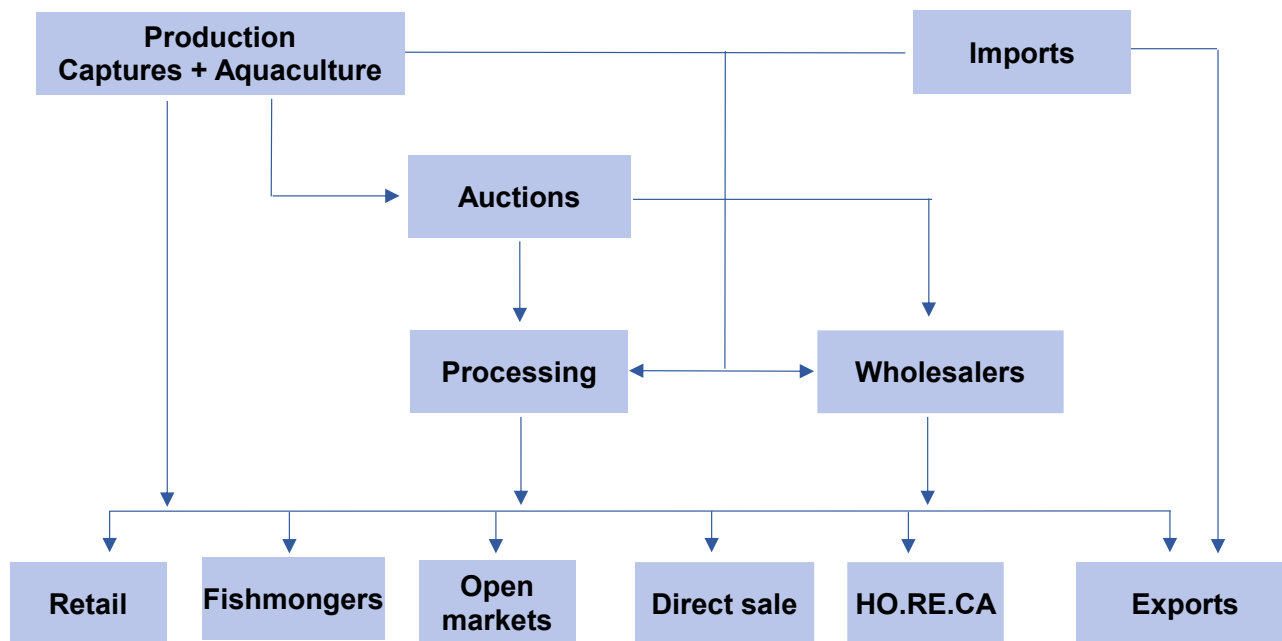 Production
Captures + Aquaculture
Imports
Auctions
Processing
Wholesalers
Retail
Fishmongers
Open
markets
Direct sale
HO.RE.CA
Exports